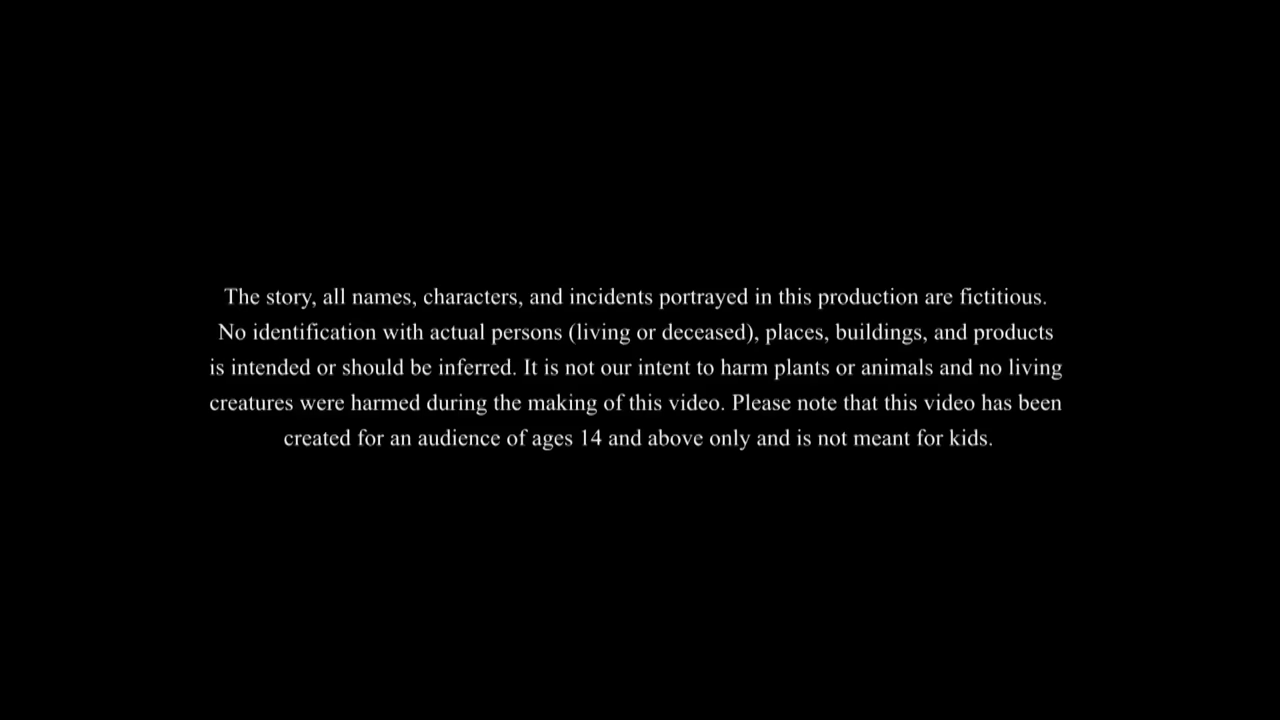 The story, all names, characters, and incidents portrayed in this production are fictitious.
No identification with actual persons (living or deceased), places, buildings, and products
is intended or should be inferred. It is not our intent to harm plants or animals and no living
creatures were harmed during the making of this video. Please note that this video has been
created for an audience of ages 14 and above only and is not meant for kids.